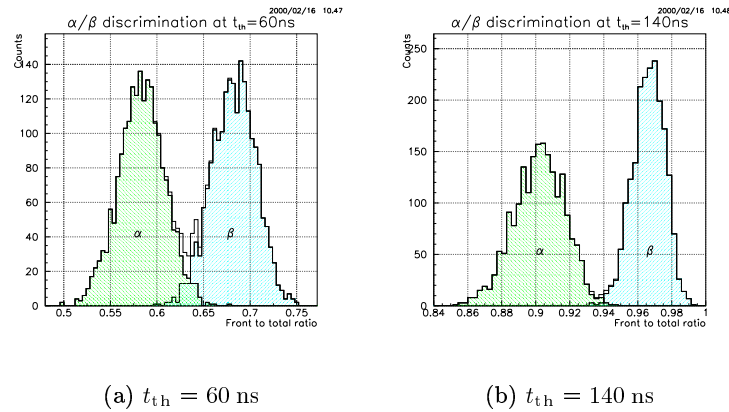 2000/02/16 10.47
α/β discrimination at t_th=60ns
Counts
140
120
100
80
60
40
20
0
α
β
0.5 0.55 0.6 0.65 0.7 0.75
Front to total ratio
(a) t_th = 60 ns
2000/02/16 10.48
α/β discrimination at t_th=140ns
Counts
250
200
150
100
50
0
α
β
0.84 0.86 0.88 0.9 0.92 0.94 0.96 0.98 1
Front to total ratio
(b) t_th = 140 ns